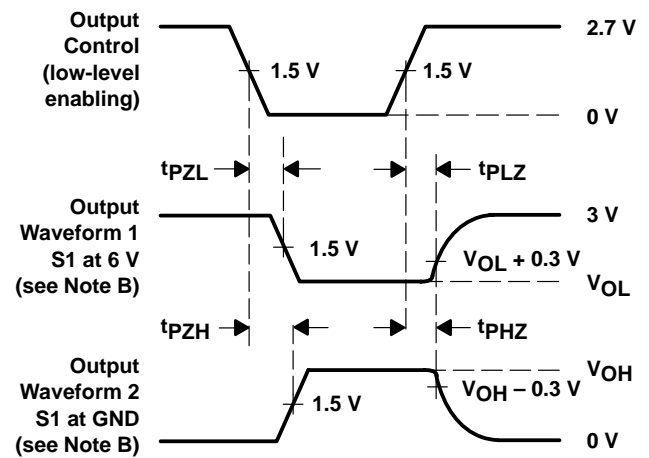 Output
Control
(low-level
enabling)
2.7 V
1.5 V
1.5 V
0 V
tPZL
tPLZ
Output
Waveform 1
S1 at 6 V
(see Note B)
3 V
1.5 V
VOL + 0.3 V
VOL
tPZH
tPHZ
Output
Waveform 2
S1 at GND
(see Note B)
VOH
VOH – 0.3 V
1.5 V
0 V